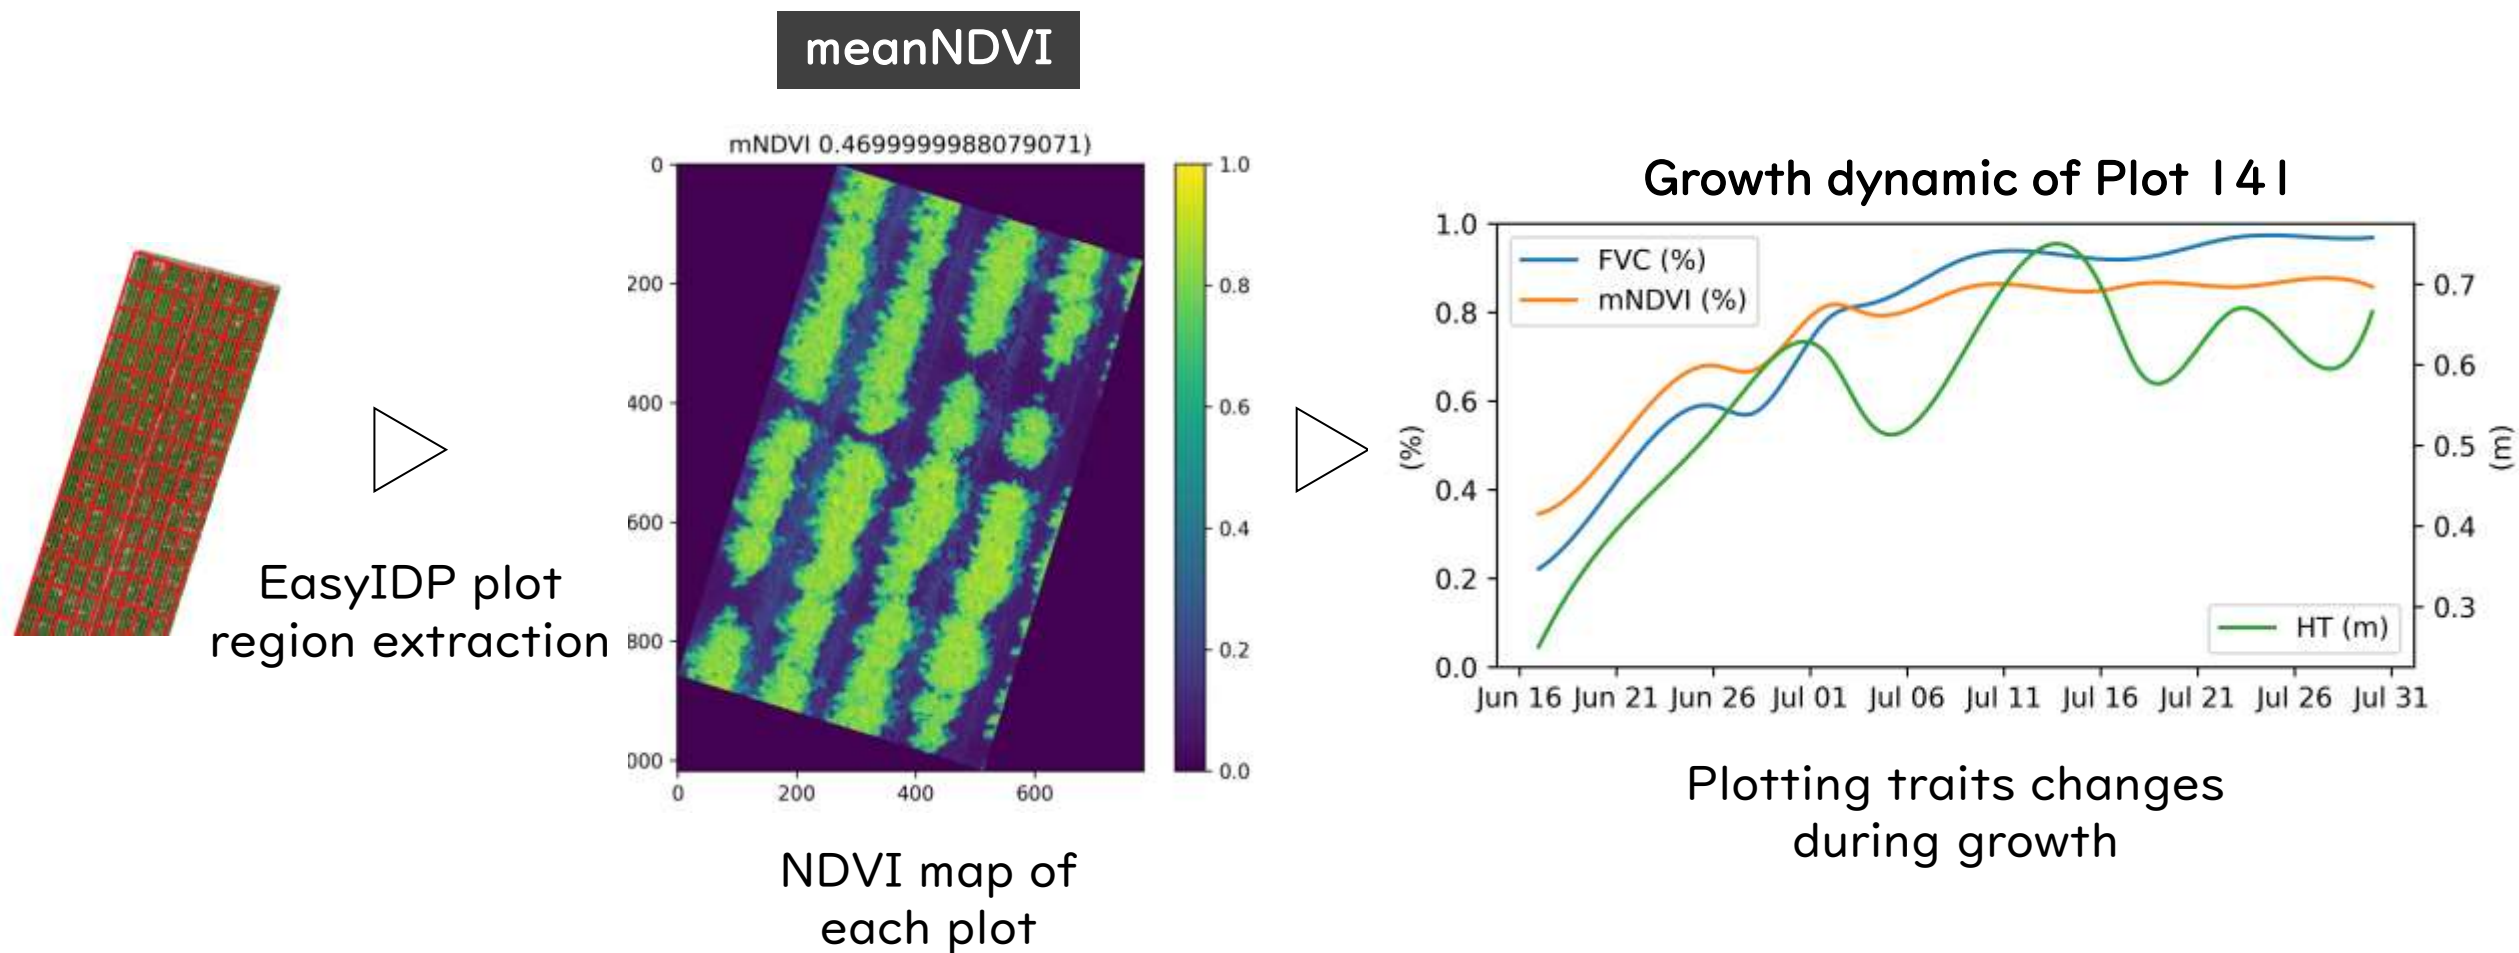 meanNDVI
mNDVI 0.4699999988079071)
0
200
400
600
800
000
0
200
400
600
1.0
0.8
0.6
0.4
0.2
0.0
EasyIDP plot
region extraction
NDVI map of
each plot
Growth dynamic of Plot 141
FVC (%)
mNDVI (%)
HT (m)
1.0
0.8
0.6
0.4
0.2
0.0
(%)
0.7
0.6
0.5
0.4
0.3
(m)
Jun 16 Jun 21 Jun 26 Jul 01 Jul 06 Jul 11 Jul 16 Jul 21 Jul 26 Jul 31
Plotting traits changes
during growth